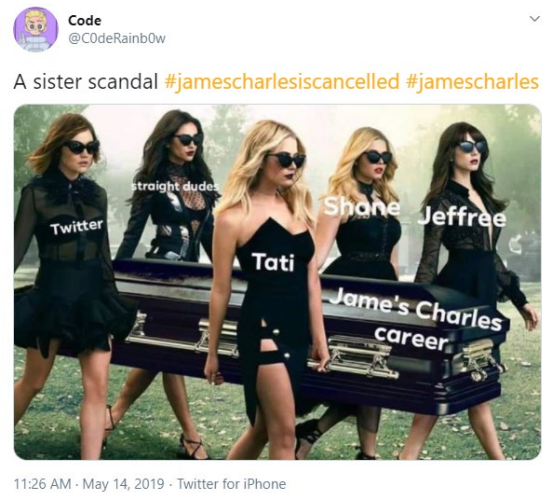 Code
@C0deRainb0w
A sister scandal #jamescharlesiscancelled #jamescharles
straight dudes
Shane
Jeffree
Twitter
Tati
Jame's Charles
career
11:26 AM · May 14, 2019 · Twitter for iPhone